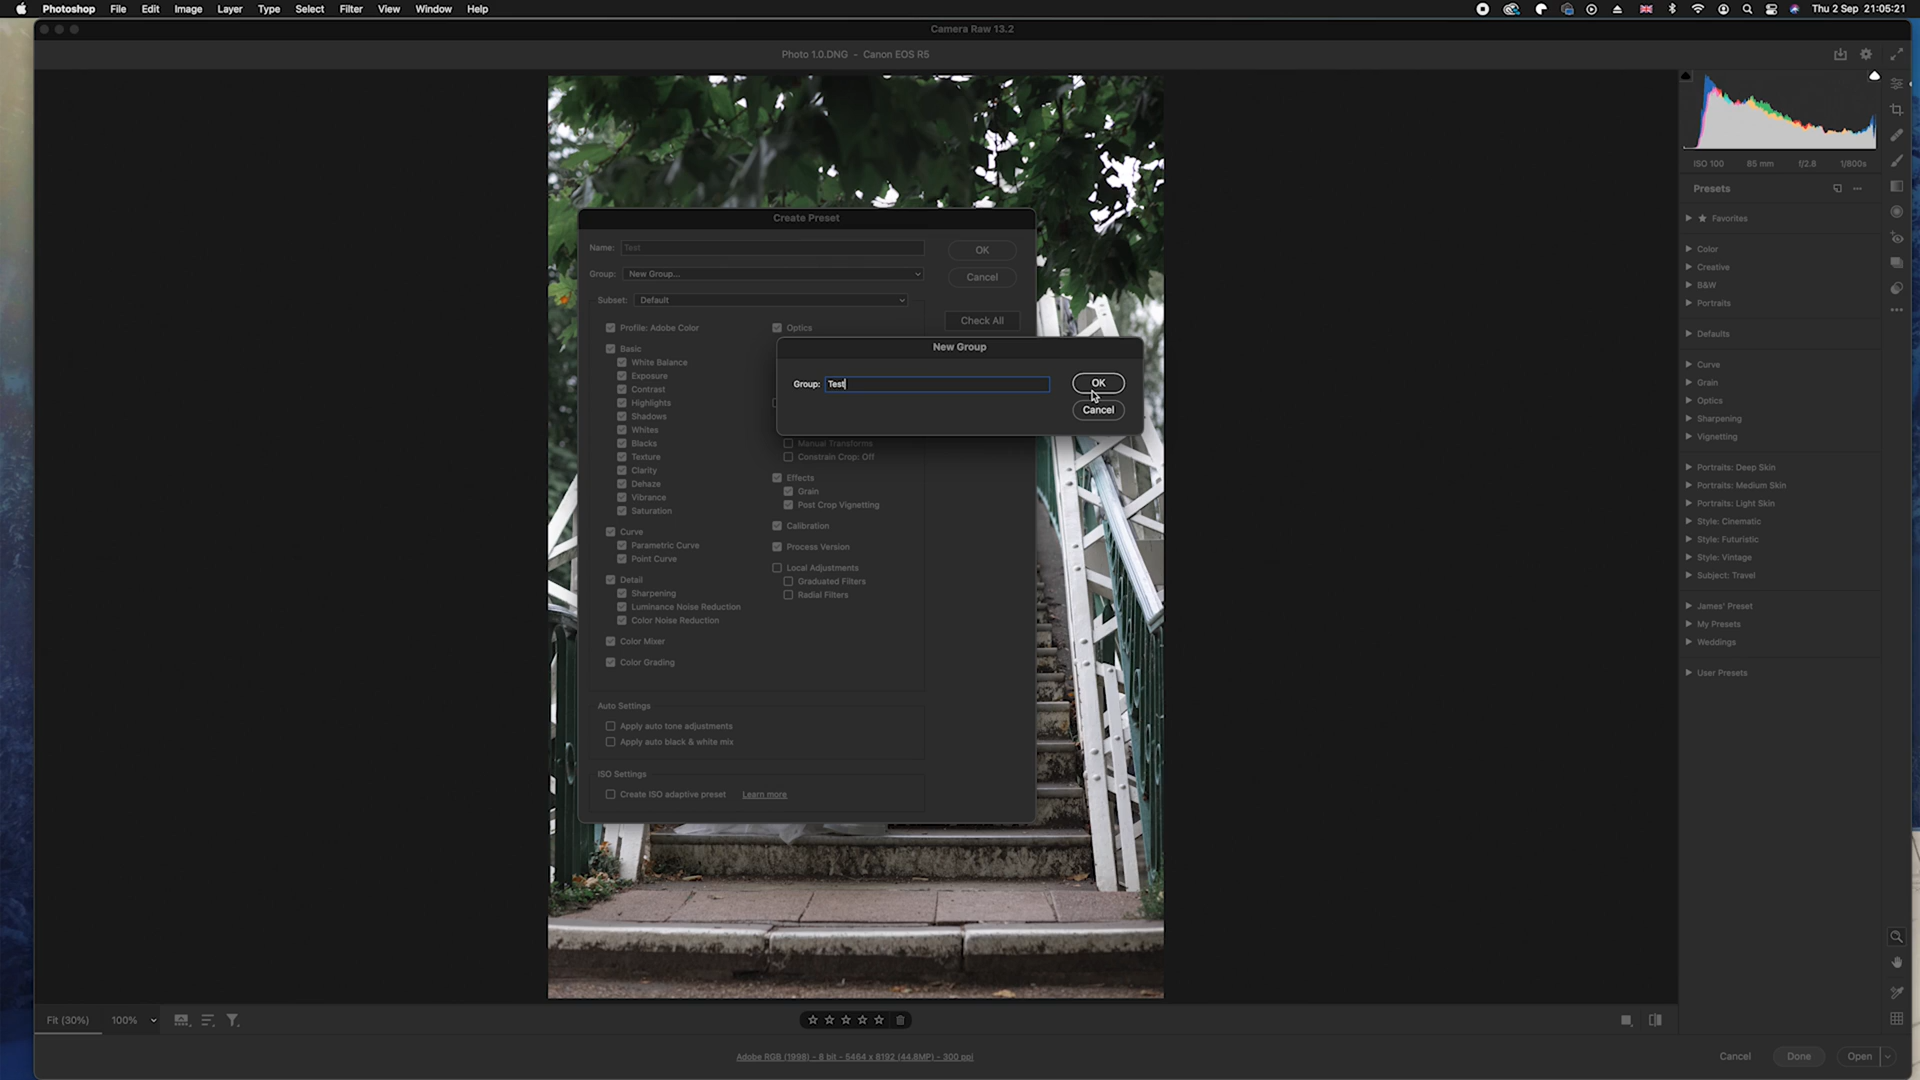 Photoshop File Edit Image Layer Type Select Filter View Window Help Thu 2 Sep 21:05:21
Camera Raw 13.2
Photo 1.0.DNG - Canon EOS R5
ISO 100 85 mm f/2.8 1/800s
Presets
Favorites
Color
Creative
B&W
Portraits
Defaults
Curve
Grain
Optics
Sharpening
Vignetting
Portraits: Deep Skin
Portraits: Medium Skin
Portraits: Light Skin
Style: Cinematic
Style: Futuristic
Style: Vintage
Subject: Travel
James' Preset
My Presets
Weddings
User Presets
Create Preset
Name: Test
OK
Group: New Group...
Cancel
Subset: Default
Check All
Profile: Adobe Color
Basic
White Balance
Exposure
Contrast
Highlights
Shadows
Whites
Blacks
Texture
Clarity
Dehaze
Vibrance
Saturation
Curve
Parametric Curve
Point Curve
Detail
Sharpening
Luminance Noise Reduction
Color Noise Reduction
Color Mixer
Color Grading
Optics
Manual Transforms
Constrain Crop: Off
Effects
Grain
Post Crop Vignetting
Calibration
Process Version
Local Adjustments
Graduated Filters
Radial Filters
Auto Settings
Apply auto tone adjustments
Apply auto black & white mix
ISO Settings
Create ISO adaptive preset Learn more
New Group
Group: Test
OK
Cancel
Fit (30%) 100%
Adobe RGB (1998) - 8 bit - 5464 x 8192 (44.8MP) - 300 ppi
Cancel Done Open